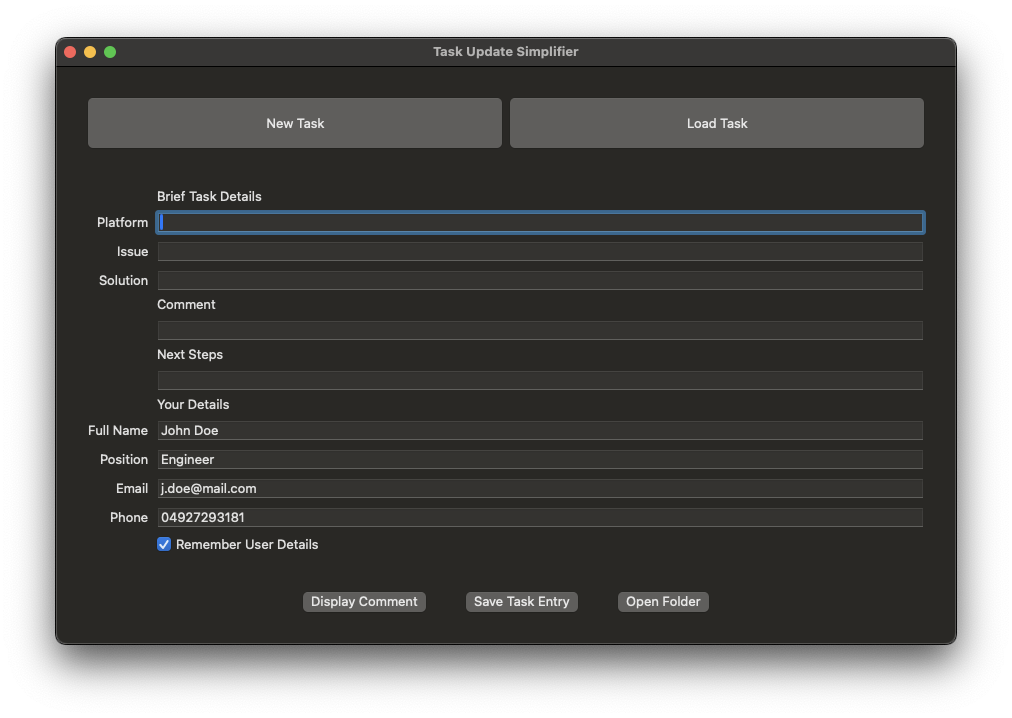 Task Update Simplifier
New Task
Load Task
Brief Task Details
Platform
Issue
Solution
Comment
Next Steps
Your Details
Full Name John Doe
Position Engineer
Email j.doe@mail.com
Phone 04927293181
Remember User Details
Display Comment
Save Task Entry
Open Folder